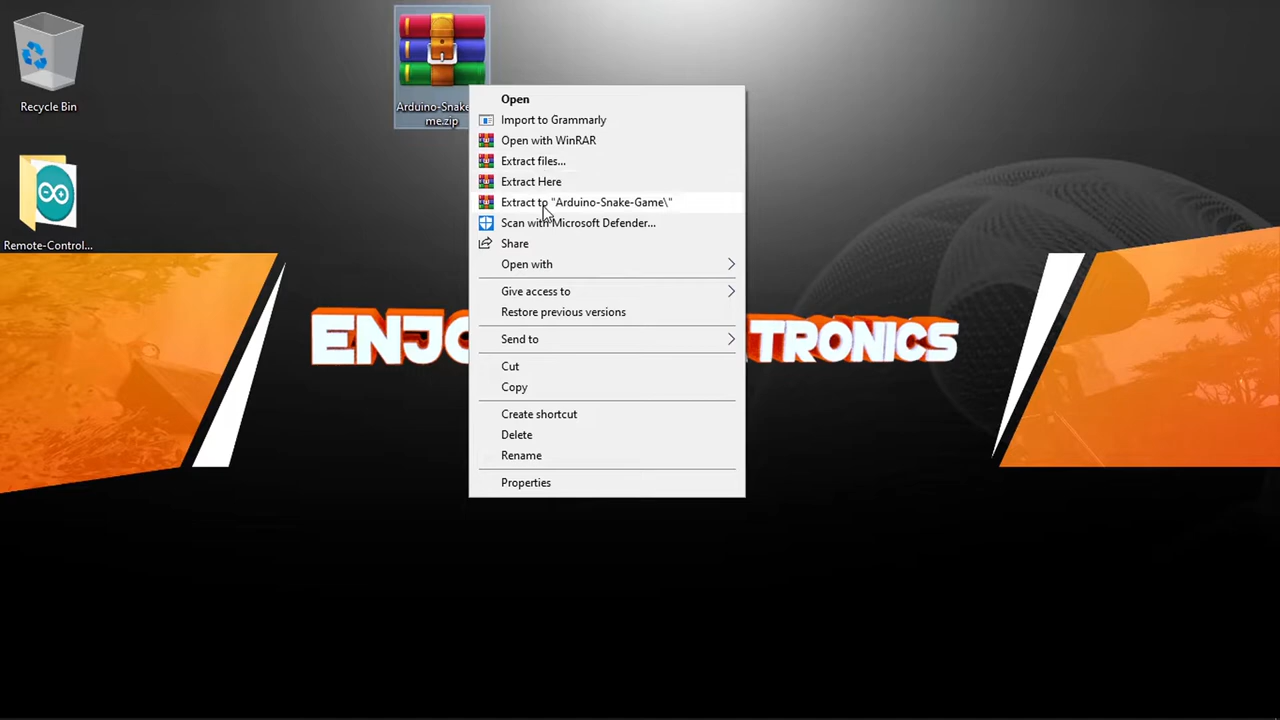 Recycle Bin
Arduino-Snake
me.zip
Remote-Control...
Open
Import to Grammarly
Open with WinRAR
Extract files...
Extract Here
Extract to "Arduino-Snake-Game\"
Scan with Microsoft Defender...
Share
Open with
Give access to
Restore previous versions
Send to
Cut
Copy
Create shortcut
Delete
Rename
Properties
ENJO TRONICS